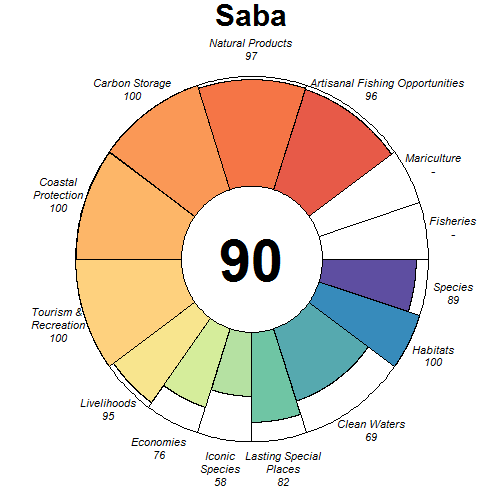 Saba
Natural Products
97
Artisanal Fishing Opportunities
96
Mariculture
-
Fisheries
-
Species
89
Habitats
100
Clean Waters
69
Lasting Special
Places
82
Iconic
Species
58
Economies
76
Livelihoods
95
Tourism &
Recreation
100
Coastal
Protection
100
Carbon Storage
100
90